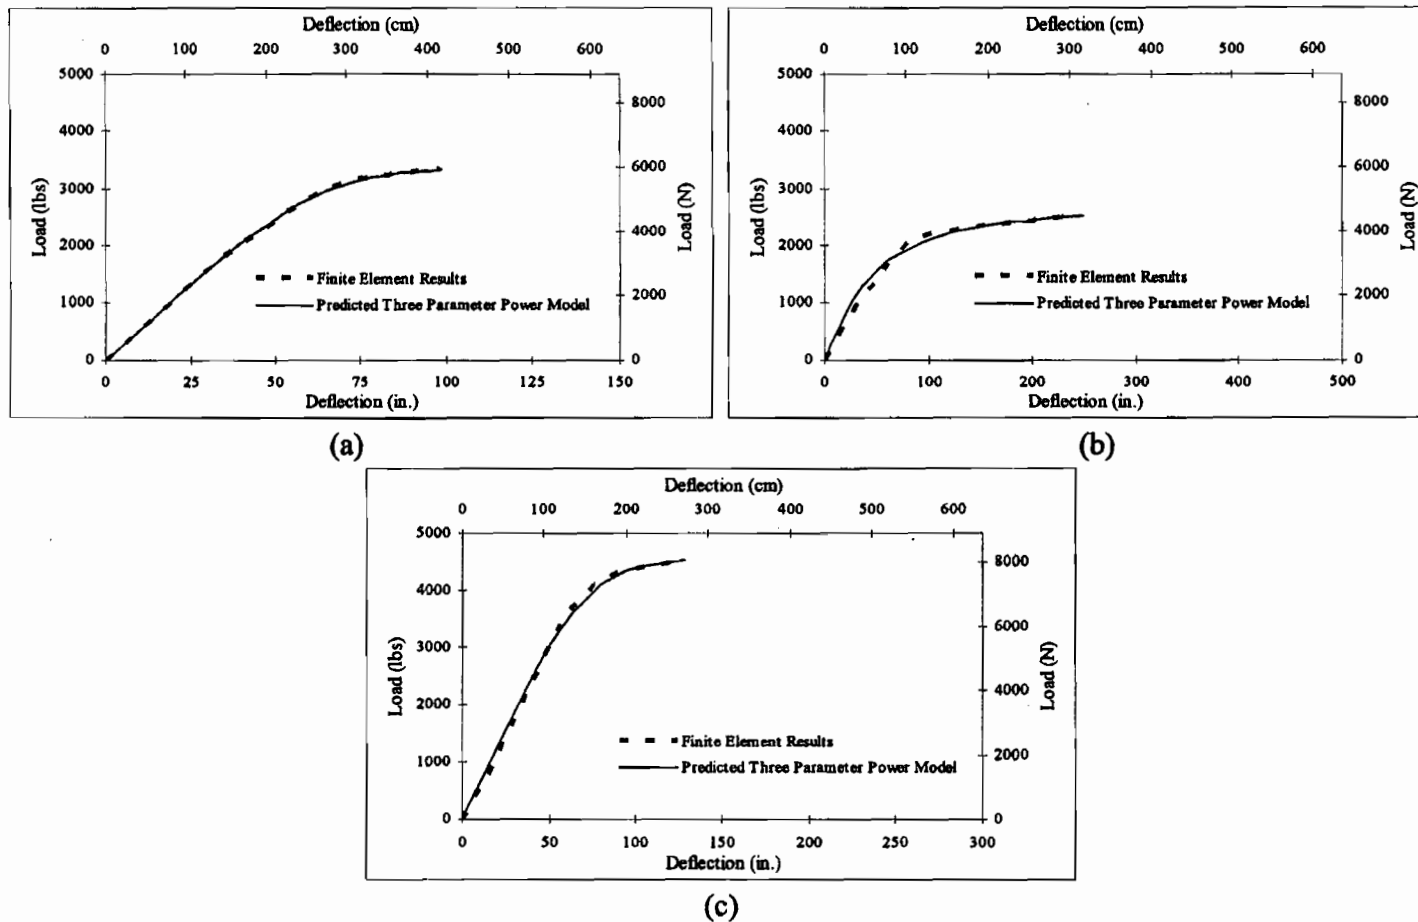 Deflection (cm)
0 100 200 300 400 500 600
5000
4000
3000
2000
1000
0
Load (lbs)
8000
6000
4000
2000
0
Load (N)
Finite Element Results
Predicted Three Parameter Power Model
0 25 50 75 100 125 150
Deflection (in.)
(a)
Deflection (cm)
0 100 200 300 400 500 600
5000
4000
3000
2000
1000
0
Load (lbs)
8000
6000
4000
2000
0
Load (N)
Finite Element Results
Predicted Three Parameter Power Model
0 100 200 300 400 500
Deflection (in.)
(b)
Deflection (cm)
0 100 200 300 400 500 600
5000
4000
3000
2000
1000
0
Load (lbs)
8000
6000
4000
2000
0
Load (N)
Finite Element Results
Predicted Three Parameter Power Model
0 50 100 150 200 250 300
Deflection (in.)
(c)